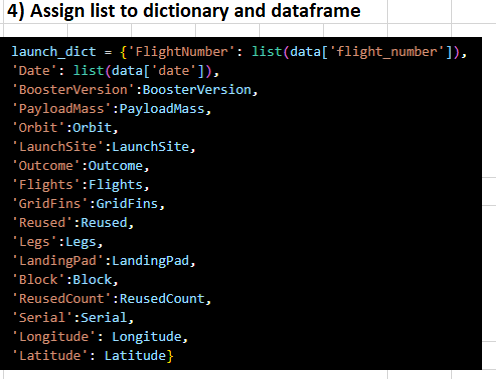 4) Assign list to dictionary and dataframe
launch_dict = {'FlightNumber': list(data['flight_number']),
'Date': list(data['date']),
'BoosterVersion':BoosterVersion,
'PayloadMass':PayloadMass,
'Orbit':Orbit,
'LaunchSite':LaunchSite,
'Outcome':Outcome,
'Flights':Flights,
'GridFins':GridFins,
'Reused':Reused,
'Legs':Legs,
'LandingPad':LandingPad,
'Block':Block,
'ReusedCount':ReusedCount,
'Serial':Serial,
'Longitude': Longitude,
'Latitude': Latitude}